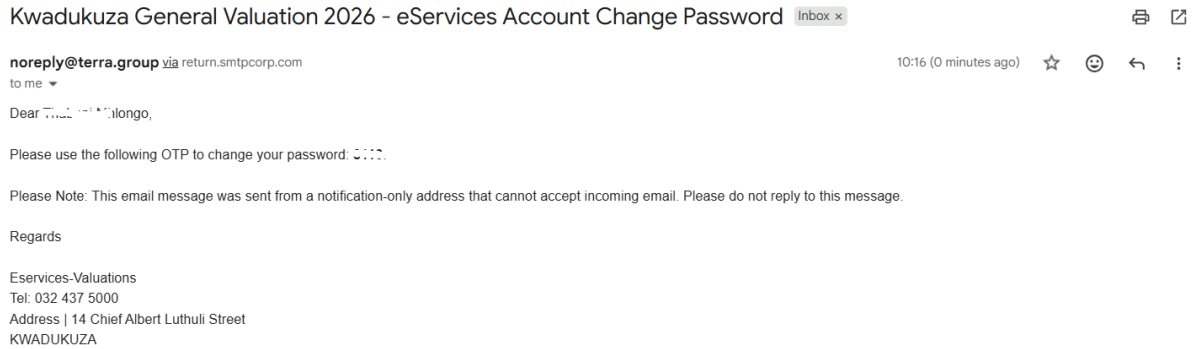 Kwadukuza General Valuation 2026 - eServices Account Change Password Inbox ×
noreply@terra.group via return.smtpcorp.com 10:16 (0 minutes ago)
to me
Dear
Please use the following OTP to change your password:
Please Note: This email message was sent from a notification-only address that cannot accept incoming email. Please do not reply to this message.
Regards
Eservices-Valuations
Tel: 032 437 5000
Address | 14 Chief Albert Luthuli Street
KWADUKUZA